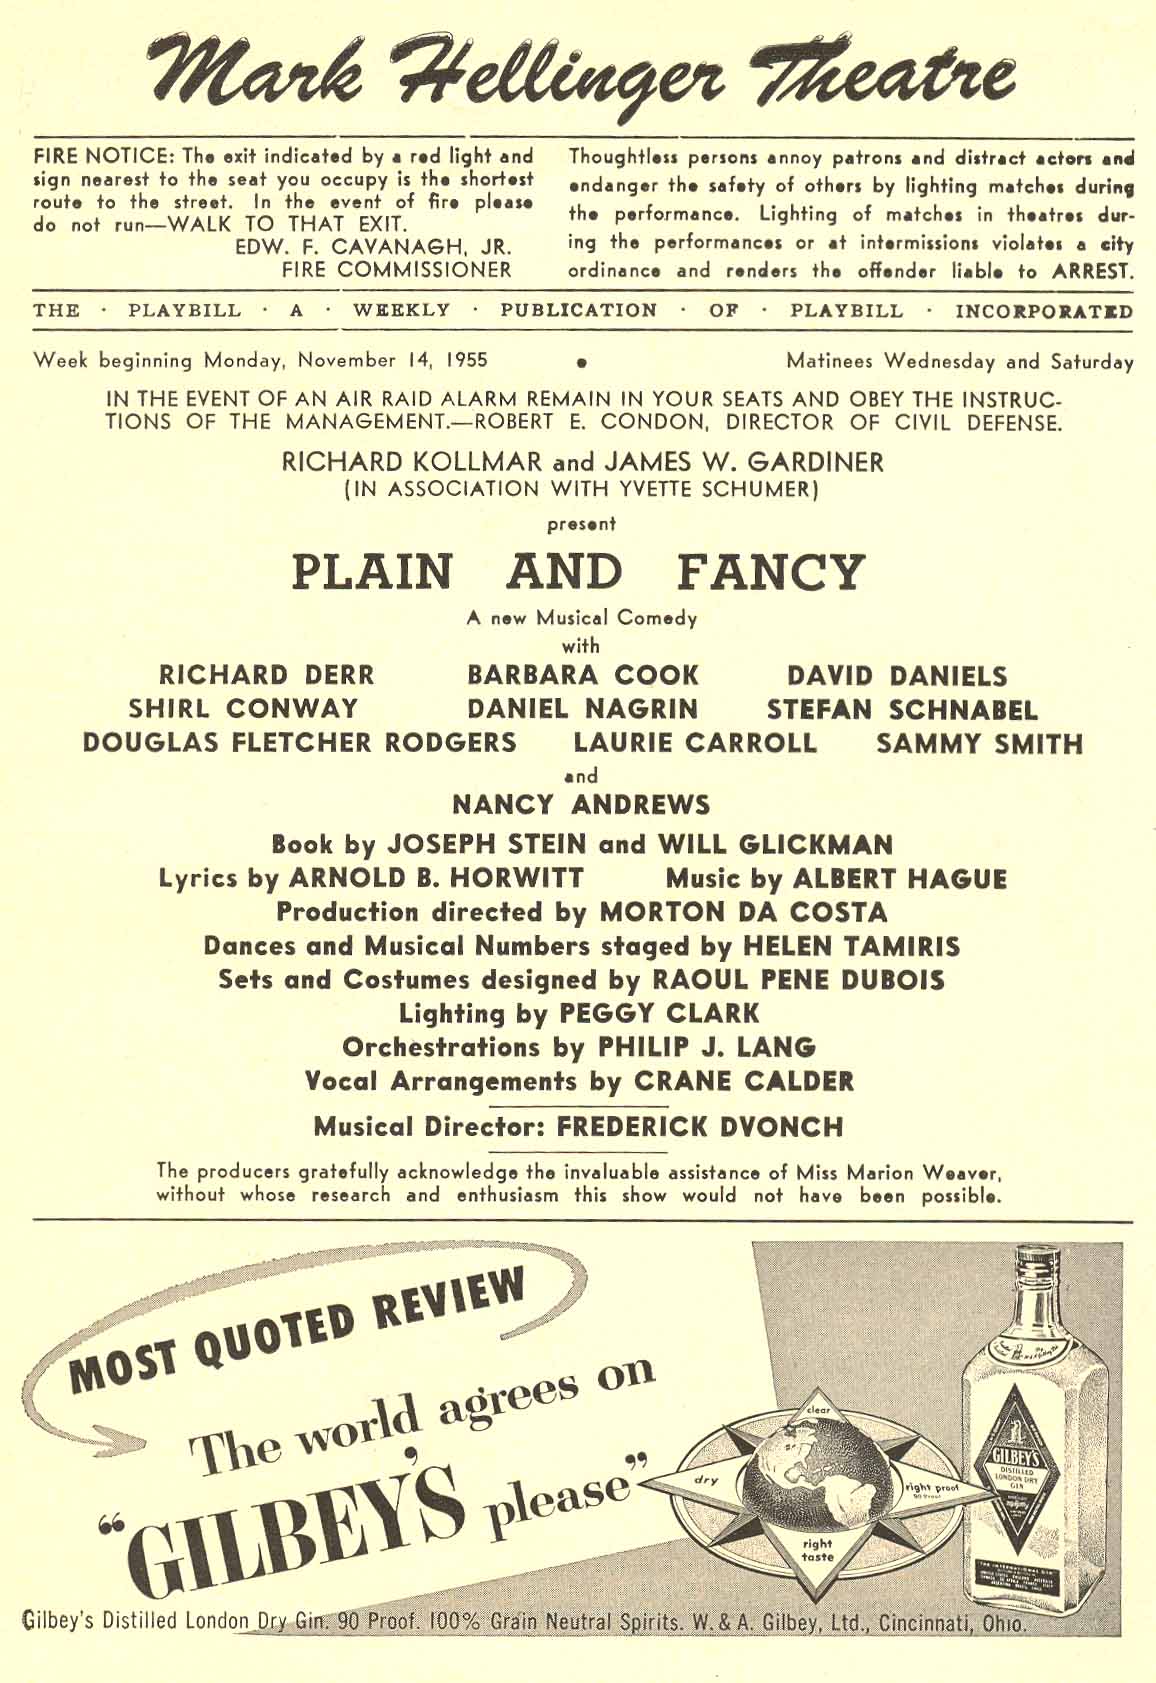 Mark Hellinger Theatre
FIRE NOTICE: The exit indicated by a red light and
sign nearest to the seat you occupy is the shortest
route to the street. In the event of fire please
do not run—WALK TO THAT EXIT.
EDW. F. CAVANAGH, JR.
FIRE COMMISSIONER
Thoughtless persons annoy patrons and distract actors and
endanger the safety of others by lighting matches during
the performance. Lighting of matches in theatres dur-
ing the performances or at intermissions violates a city
ordinance and renders the offender liable to ARREST.
THE · PLAYBILL · A · WEEKLY · PUBLICATION · OF · PLAYBILL · INCORPORATED
Week beginning Monday, November 14, 1955 • Matinees Wednesday and Saturday
IN THE EVENT OF AN AIR RAID ALARM REMAIN IN YOUR SEATS AND OBEY THE INSTRUC-
TIONS OF THE MANAGEMENT.—ROBERT E. CONDON, DIRECTOR OF CIVIL DEFENSE.
RICHARD KOLLMAR and JAMES W. GARDINER
(IN ASSOCIATION WITH YVETTE SCHUMER)
present
PLAIN AND FANCY
A new Musical Comedy
with
RICHARD DERR BARBARA COOK DAVID DANIELS
SHIRL CONWAY DANIEL NAGRIN STEFAN SCHNABEL
DOUGLAS FLETCHER RODGERS LAURIE CARROLL SAMMY SMITH
and
NANCY ANDREWS
Book by JOSEPH STEIN and WILL GLICKMAN
Lyrics by ARNOLD B. HORWITT Music by ALBERT HAGUE
Production directed by MORTON DA COSTA
Dances and Musical Numbers staged by HELEN TAMIRIS
Sets and Costumes designed by RAOUL PENE DUBOIS
Lighting by PEGGY CLARK
Orchestrations by PHILIP J. LANG
Vocal Arrangements by CRANE CALDER
Musical Director: FREDERICK DVONCH
The producers gratefully acknowledge the invaluable assistance of Miss Marion Weaver,
without whose research and enthusiasm this show would not have been possible.
MOST QUOTED REVIEW
The world agrees on
"GILBEY'S please"
clear
dry
right proof
90 Proof
right
taste
GILBEY'S
DISTILLED
LONDON DRY
GIN
THE INTERNATIONAL GIN
Gilbey's Distilled London Dry Gin. 90 Proof. 100% Grain Neutral Spirits. W. & A. Gilbey, Ltd., Cincinnati, Ohio.